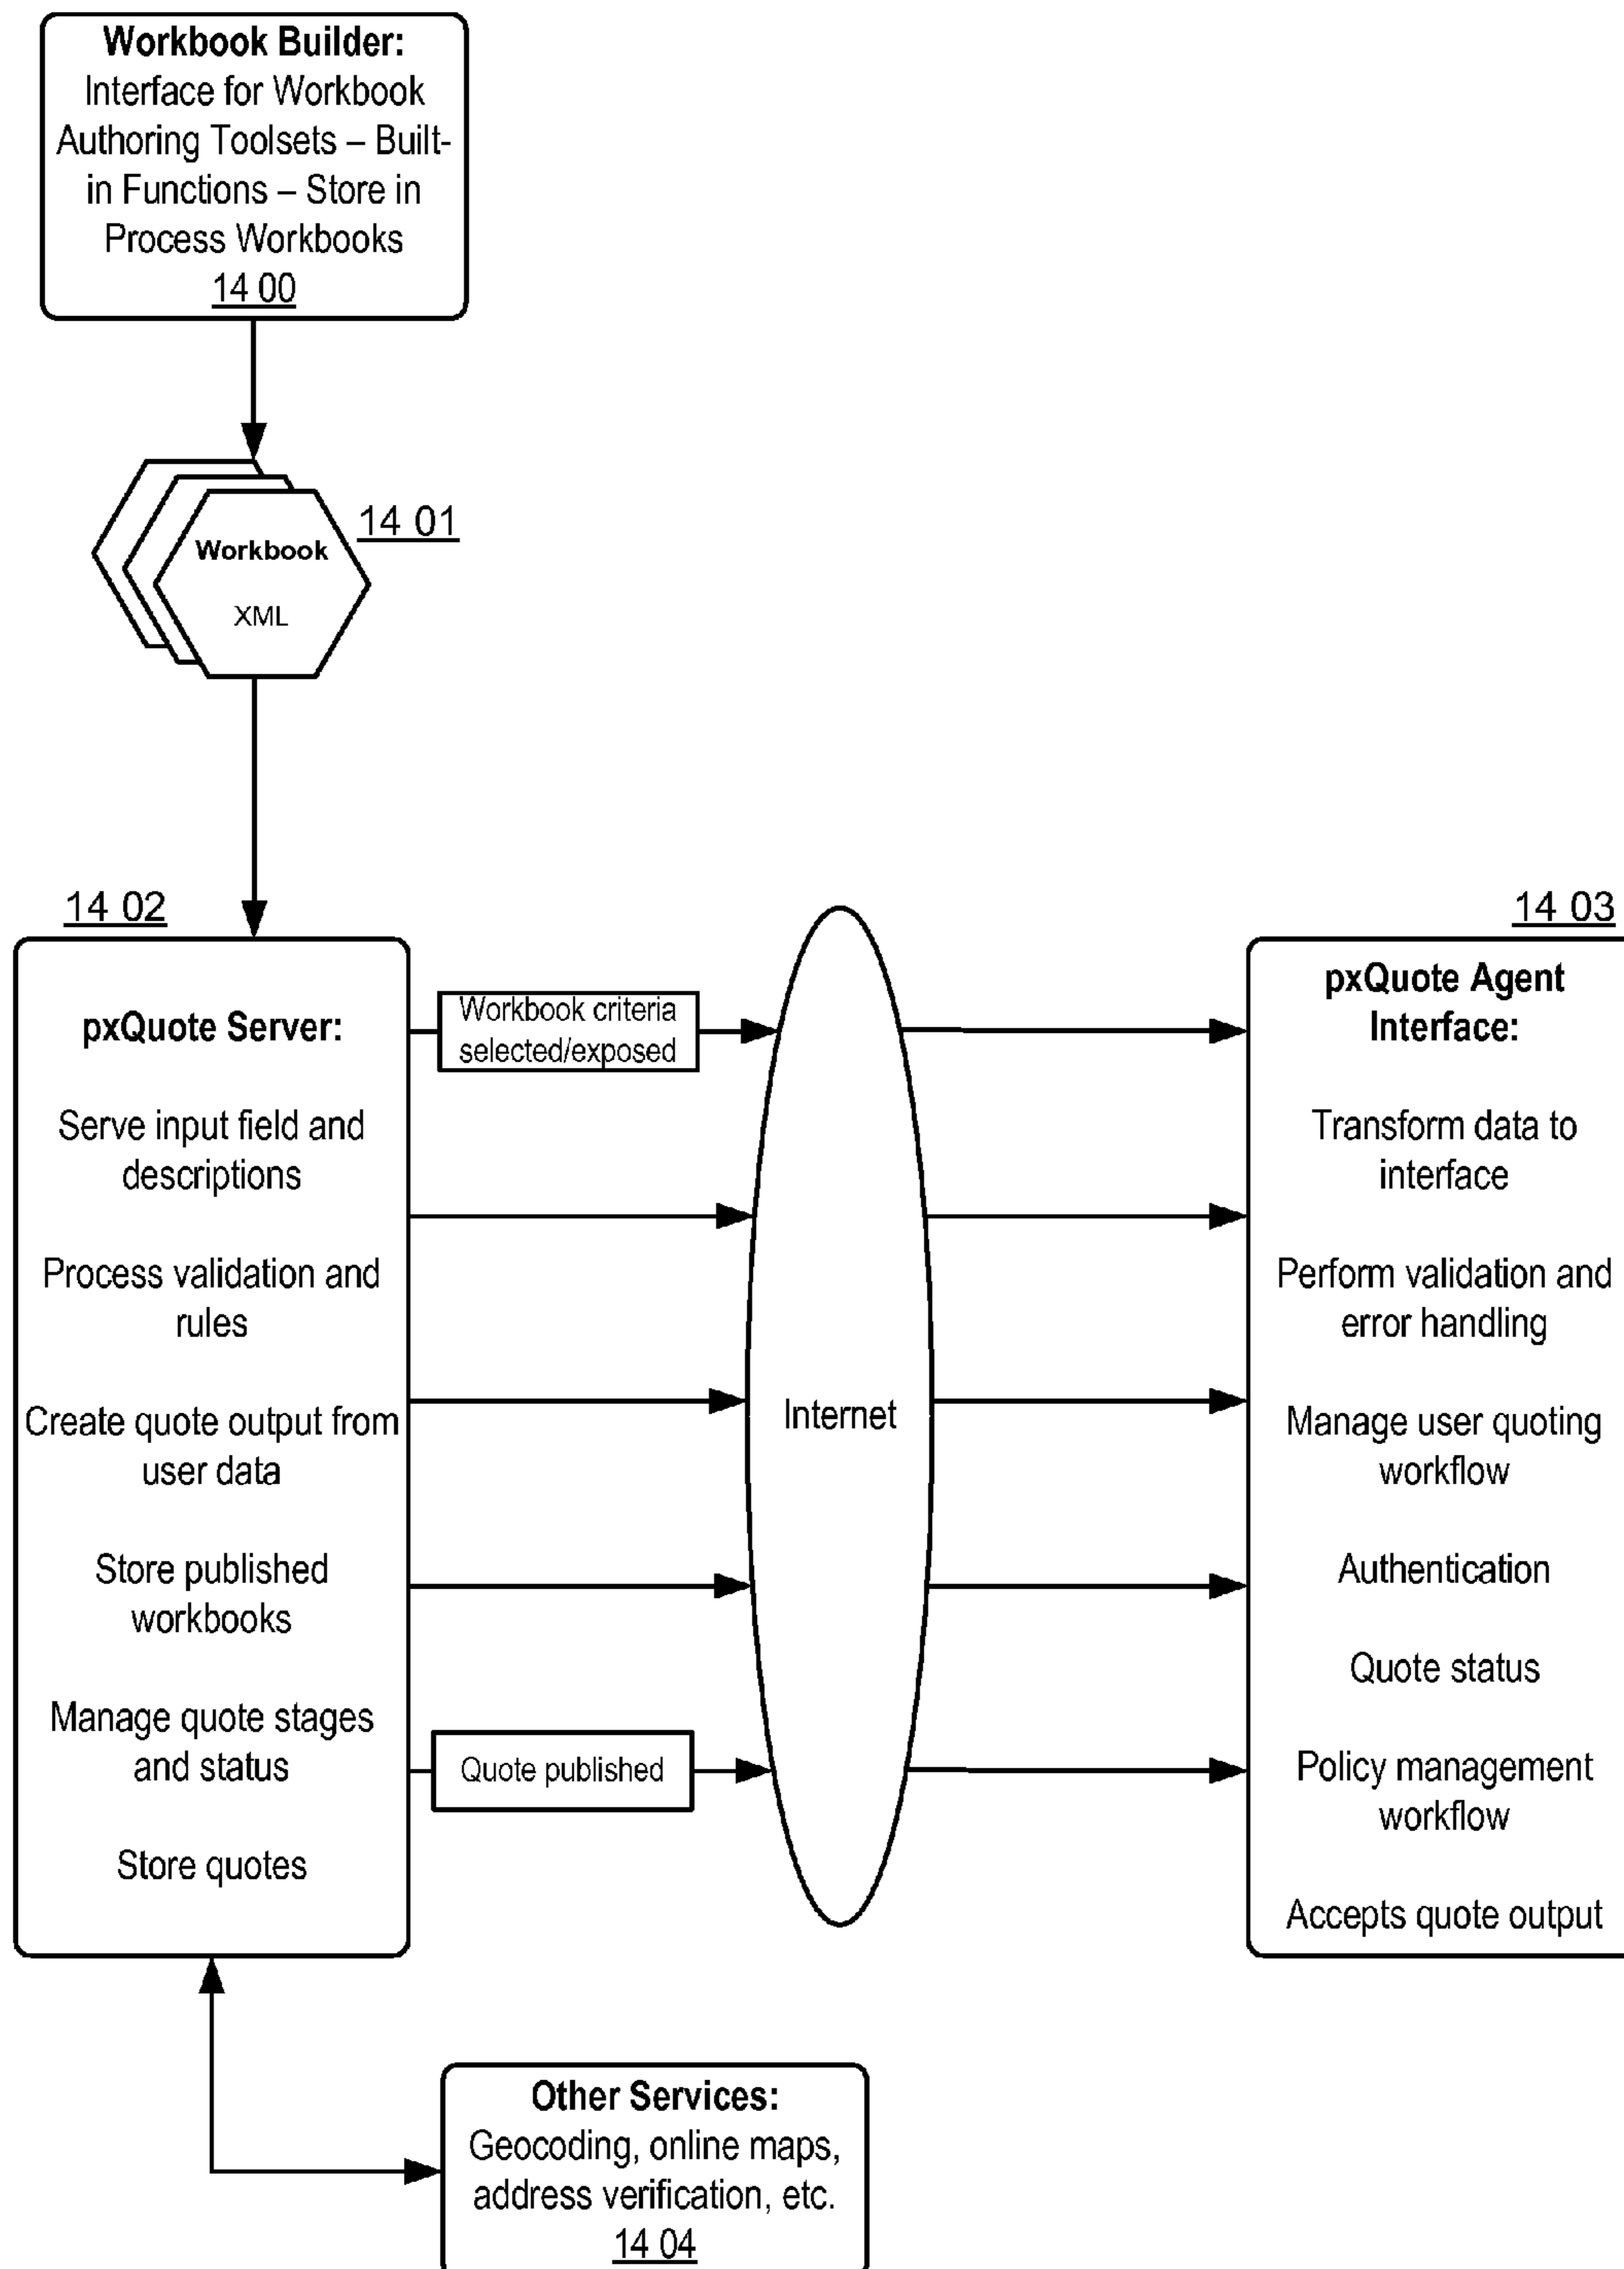 Workbook Builder:
Interface for Workbook
Authoring Toolsets – Built-
in Functions – Store in
Process Workbooks
14 00
14 01
Workbook
XML
14 02
pxQuote Server:
Serve input field and
descriptions
Process validation and
rules
Create quote output from
user data
Store published
workbooks
Manage quote stages
and status
Store quotes
Workbook criteria
selected/exposed
Quote published
Internet
14 03
pxQuote Agent
Interface:
Transform data to
interface
Perform validation and
error handling
Manage user quoting
workflow
Authentication
Quote status
Policy management
workflow
Accepts quote output
Other Services:
Geocoding, online maps,
address verification, etc.
14 04